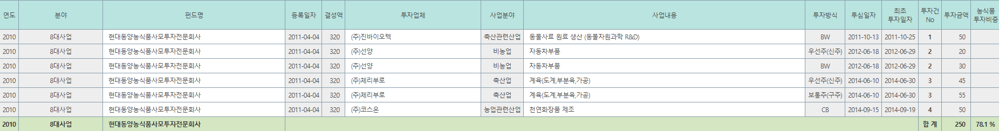 연도 분야 펀드명 등록일자 결성액 투자업체 사업분야 사업내용 투자방식 투심일자 최초 투자일자 투자건 No 투자금액 농식품 투자비중
2010 8대사업 현대동양농식품사모투자전문회사 2011-04-04 320 (주)진바이오텍 축산관련산업 동물사료 원료 생산 (동물자원과학 R&D) BW 2011-10-13 2011-10-25 1 50
2010 8대사업 현대동양농식품사모투자전문회사 2011-04-04 320 (주)선양 비농업 자동차부품 우선주(신주) 2012-06-18 2012-06-29 2 20
2010 8대사업 현대동양농식품사모투자전문회사 2011-04-04 320 (주)선양 비농업 자동차부품 BW 2012-06-18 2012-06-29 2 30
2010 8대사업 현대동양농식품사모투자전문회사 2011-04-04 320 (주)체리부로 축산업 계육(도계,부분육,가공) 우선주(신주) 2014-06-10 2014-06-30 3 45
2010 8대사업 현대동양농식품사모투자전문회사 2011-04-04 320 (주)체리부로 축산업 계육(도계,부분육,가공) 보통주(구주) 2014-06-10 2014-06-30 3 55
2010 8대사업 현대동양농식품사모투자전문회사 2011-04-04 320 (주)코스온 농업관련산업 천연화장품 제조 CB 2014-09-15 2014-09-19 4 50
2010 8대사업 현대동양농식품사모투자전문회사 합 계 250 78.1 %